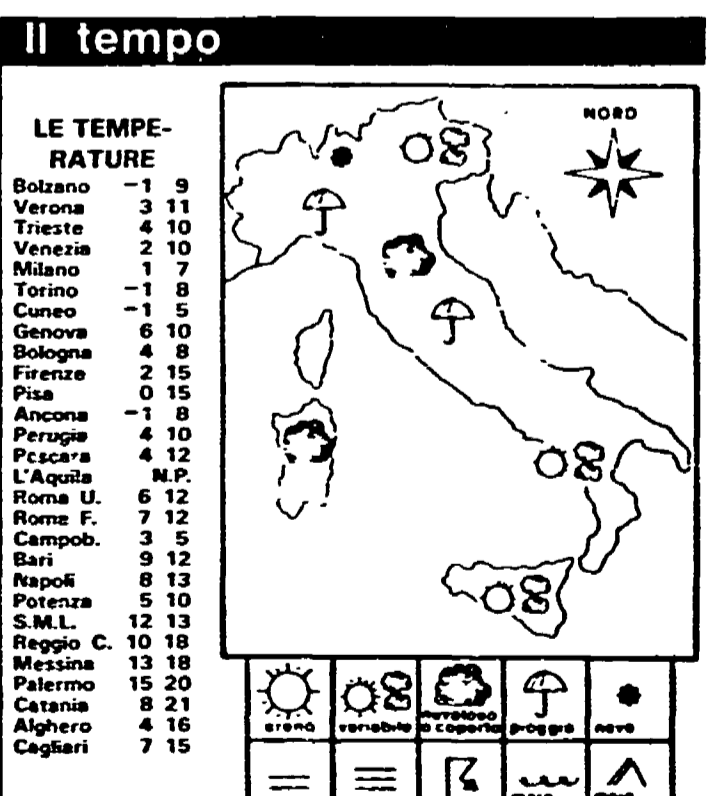 Il tempo
LE TEMPE-
RATURE
Bolzano -1 9
Verona 3 11
Trieste 4 10
Venezia 2 10
Milano 1 7
Torino -1 8
Cuneo -1 5
Genova 6 10
Bologna 4 8
Firenze 2 15
Pisa 0 15
Ancona -1 8
Perugia 4 10
Pescara 4 12
L'Aquila N.P.
Roma U. 6 12
Roma F. 7 12
Campob. 3 5
Bari 9 12
Napoli 8 13
Potenza 5 10
S.M.L. 12 13
Reggio C. 10 18
Messina 13 18
Palermo 15 20
Catania 8 21
Alghero 4 16
Cagliari 7 15
NORD
sereno
variabile
nuvoloso
o coperto
pioggia
neve